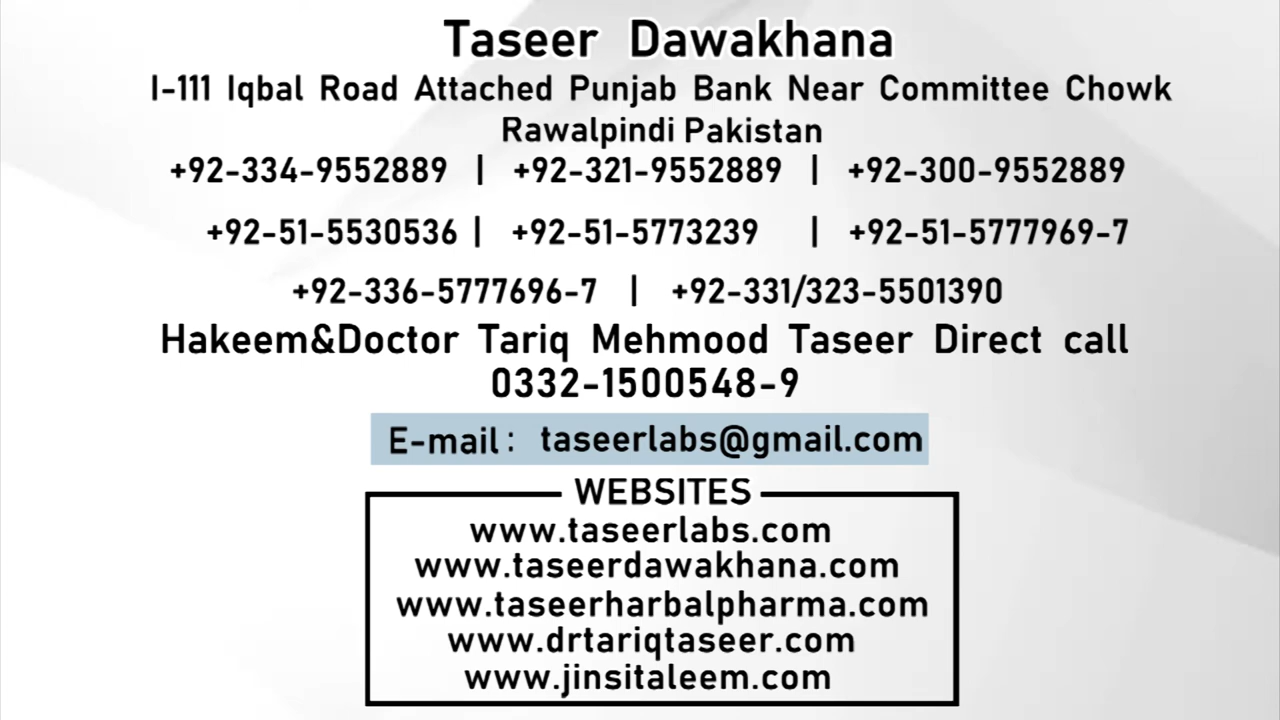 Taseer Dawakhana
I-111 Iqbal Road Attached Punjab Bank Near Committee Chowk
Rawalpindi Pakistan
+92-334-9552889 | +92-321-9552889 | +92-300-9552889
+92-51-5530536 | +92-51-5773239 | +92-51-5777969-7
+92-336-5777696-7 | +92-331/323-5501390
Hakeem&Doctor Tariq Mehmood Taseer Direct call
0332-1500548-9
E-mail : taseerlabs@gmail.com
WEBSITES
www.taseerlabs.com
www.taseerdawakhana.com
www.taseerharbalpharma.com
www.drtariqtaseer.com
www.jinsitaleem.com